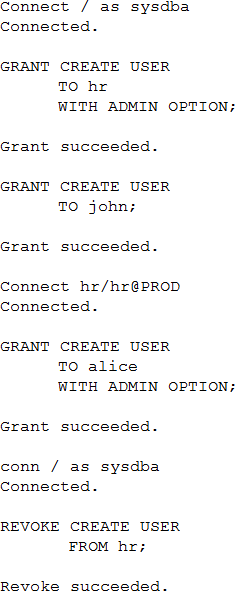 Connect / as sysdba
Connected.
GRANT CREATE USER
TO hr
WITH ADMIN OPTION;
Grant succeeded.
GRANT CREATE USER
TO john;
Grant succeeded.
Connect hr/hr@PROD
Connected.
GRANT CREATE USER
TO alice
WITH ADMIN OPTION;
Grant succeeded.
conn / as sysdba
Connected.
REVOKE CREATE USER
FROM hr;
Revoke succeeded.